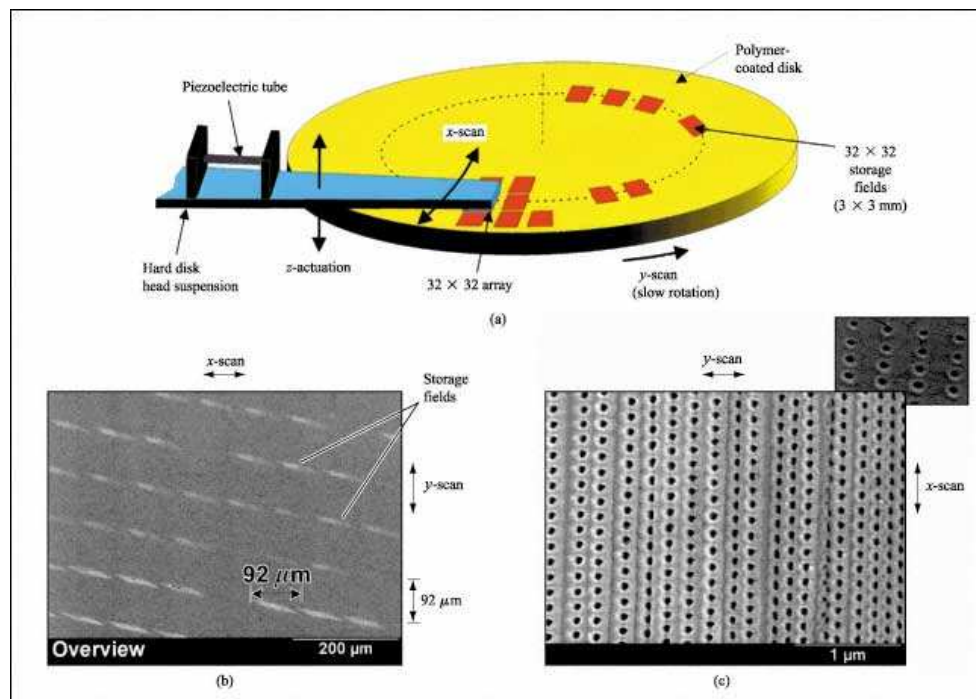 Polymer-
coated disk
Piezoelectric tube
x-scan
32 × 32
storage
fields
(3 × 3 mm)
Hard disk
head suspension
z-actuation
32 × 32 array
y-scan
(slow rotation)
(a)
x-scan
Storage
fields
y-scan
92 μm
92 μm
Overview
200 μm
(b)
y-scan
x-scan
1 μm
(c)